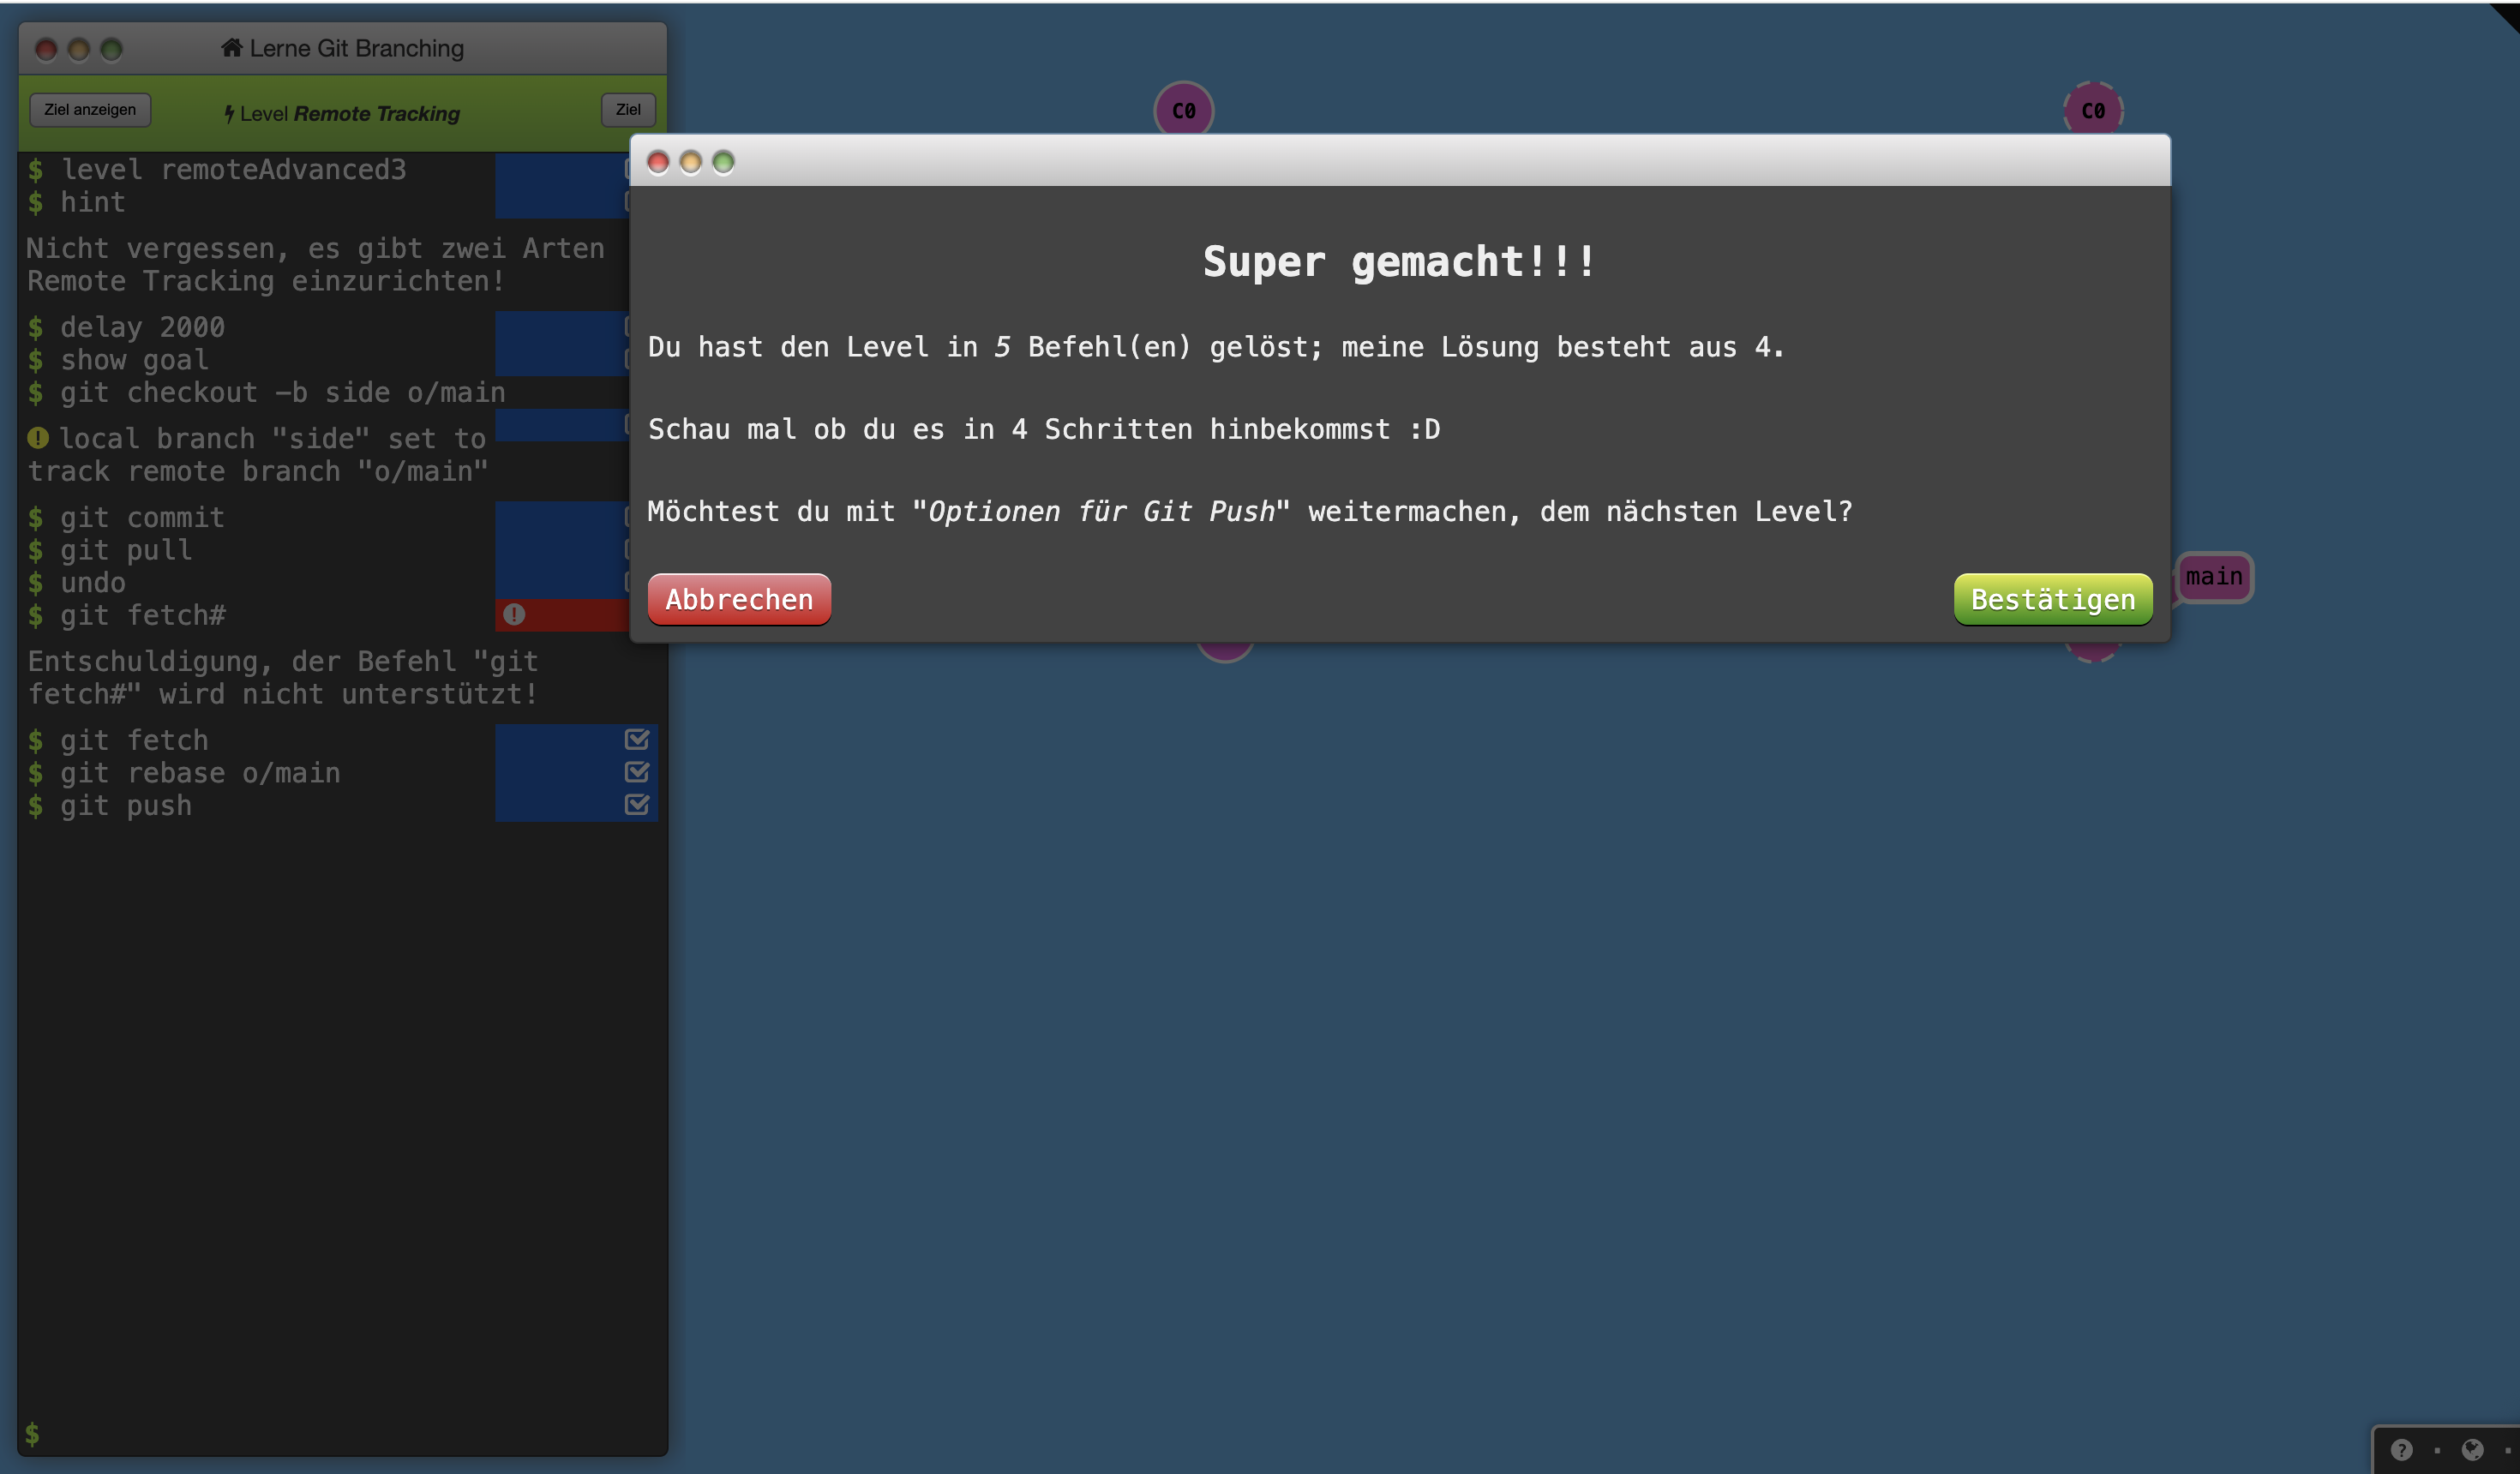 Lerne Git Branching
Ziel anzeigen
Level Remote Tracking
Ziel
$ level remoteAdvanced3
$ hint
Nicht vergessen, es gibt zwei Arten
Remote Tracking einzurichten!
$ delay 2000
$ show goal
$ git checkout -b side o/main
local branch "side" set to
track remote branch "o/main"
$ git commit
$ git pull
$ undo
$ git fetch#
Entschuldigung, der Befehl "git
fetch#" wird nicht unterstützt!
$ git fetch
$ git rebase o/main
$ git push
$
C0
C0
Super gemacht!!!
Du hast den Level in 5 Befehl(en) gelöst; meine Lösung besteht aus 4.
Schau mal ob du es in 4 Schritten hinbekommst :D
Möchtest du mit "Optionen für Git Push" weitermachen, dem nächsten Level?
Abbrechen
Bestätigen
main